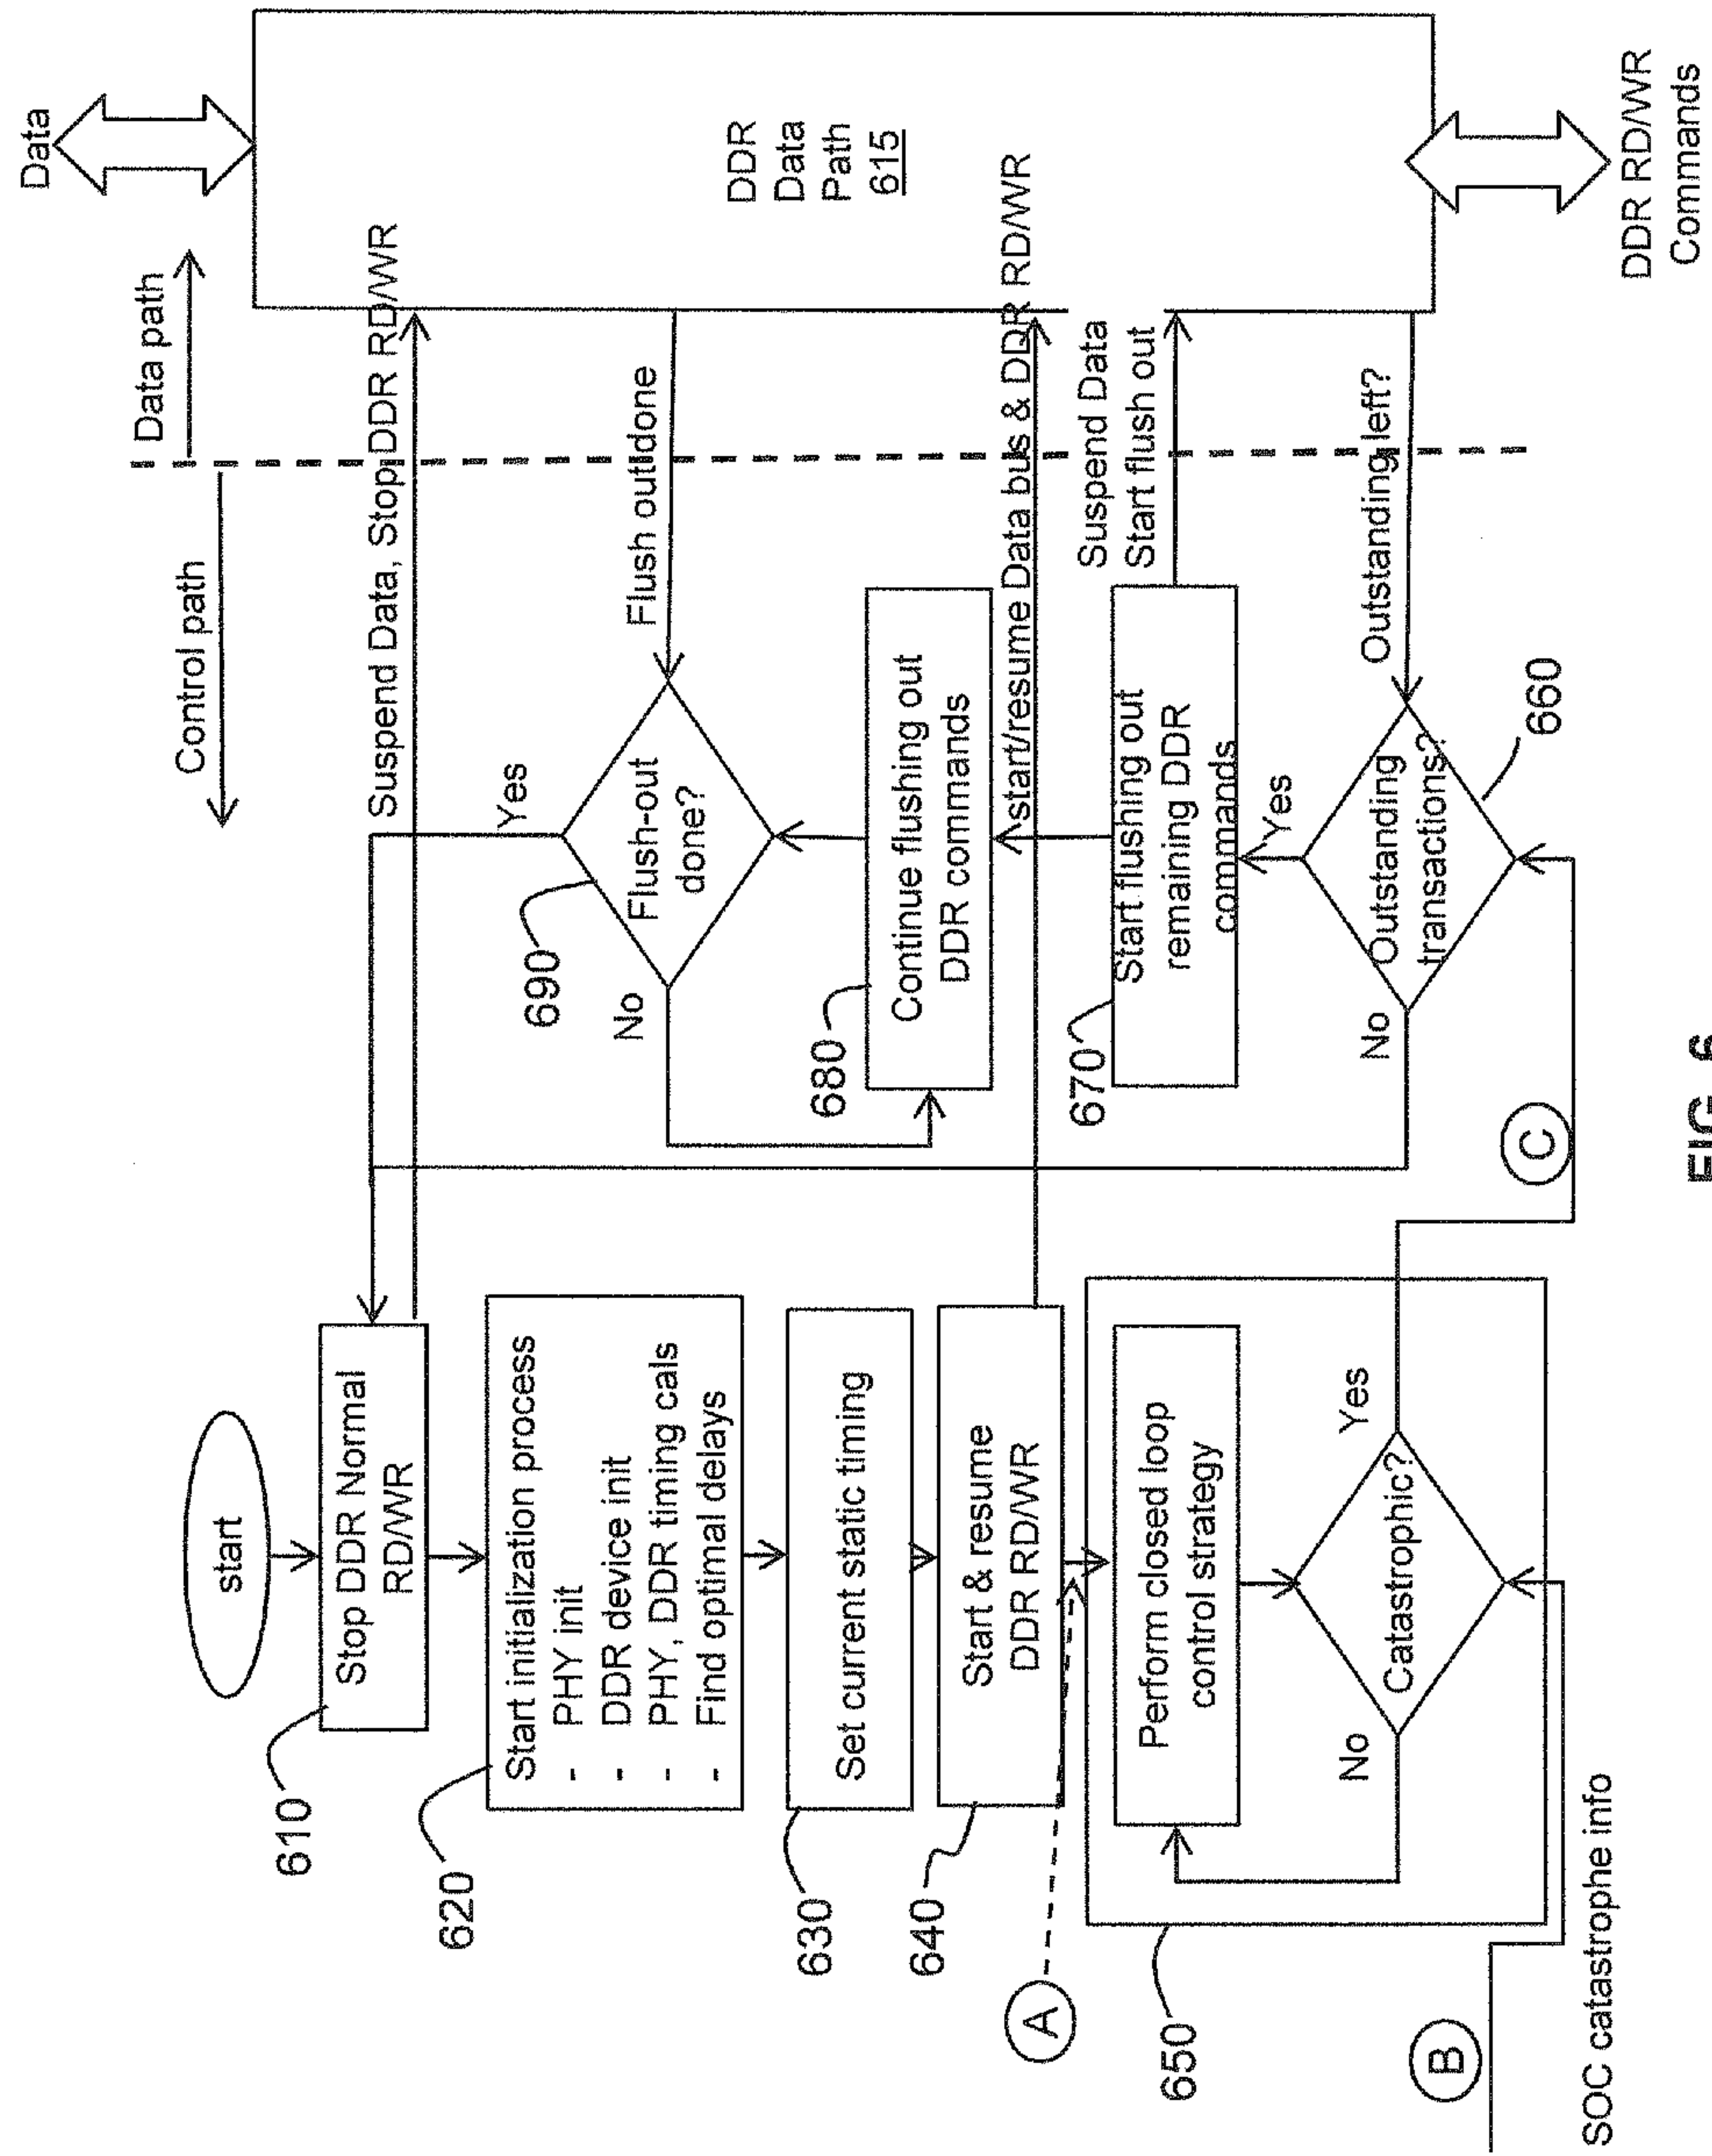 start
610
Stop DDR Normal
RD/WR
620
Start initialization process
- PHY init
- DDR device init
- PHY, DDR timing cals
- Find optimal delays
630
Set current static timing
640
Start & resume
DDR RD/WR
A
650
Perform closed loop
control strategy
No
Catastrophic?
Yes
B
SOC catastrophe info
C
Control path
Data path
Suspend Data, Stop DDR RD/WR
Yes
690
Flush-out
done?
No
Flush out done
680
Continue flushing out
DDR commands
start/resume Data bus & DDR RD/WR
670
Start flushing out
remaining DDR
commands
Suspend Data
Start flush out
Yes
No
Outstanding
transactions?
660
Outstanding left?
Data
DDR
Data
Path
615
DDR RD/WR
Commands
FIG. 6